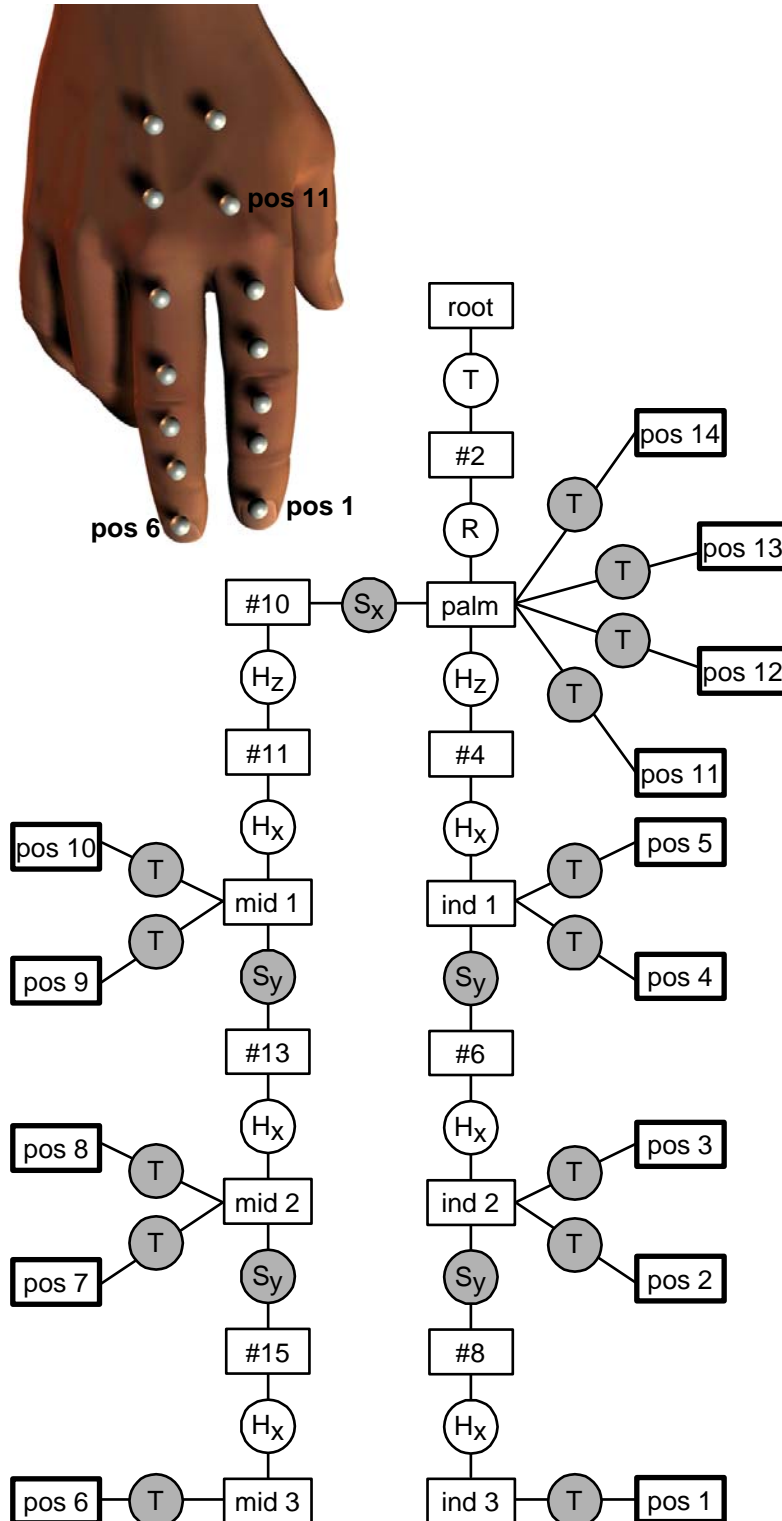 pos 11
root
T
pos 14
#2
T
pos 1
R
pos 13
pos 6
T
#10
Sx
palm
T
pos 12
Hz
Hz
T
#11
#4
pos 11
Hx
Hx
pos 10
pos 5
T
T
mid 1
ind 1
T
T
pos 9
pos 4
Sy
Sy
#13
#6
Hx
Hx
pos 8
pos 3
T
T
mid 2
ind 2
T
T
pos 7
pos 2
Sy
Sy
#15
#8
Hx
Hx
pos 6
T
mid 3
ind 3
T
pos 1